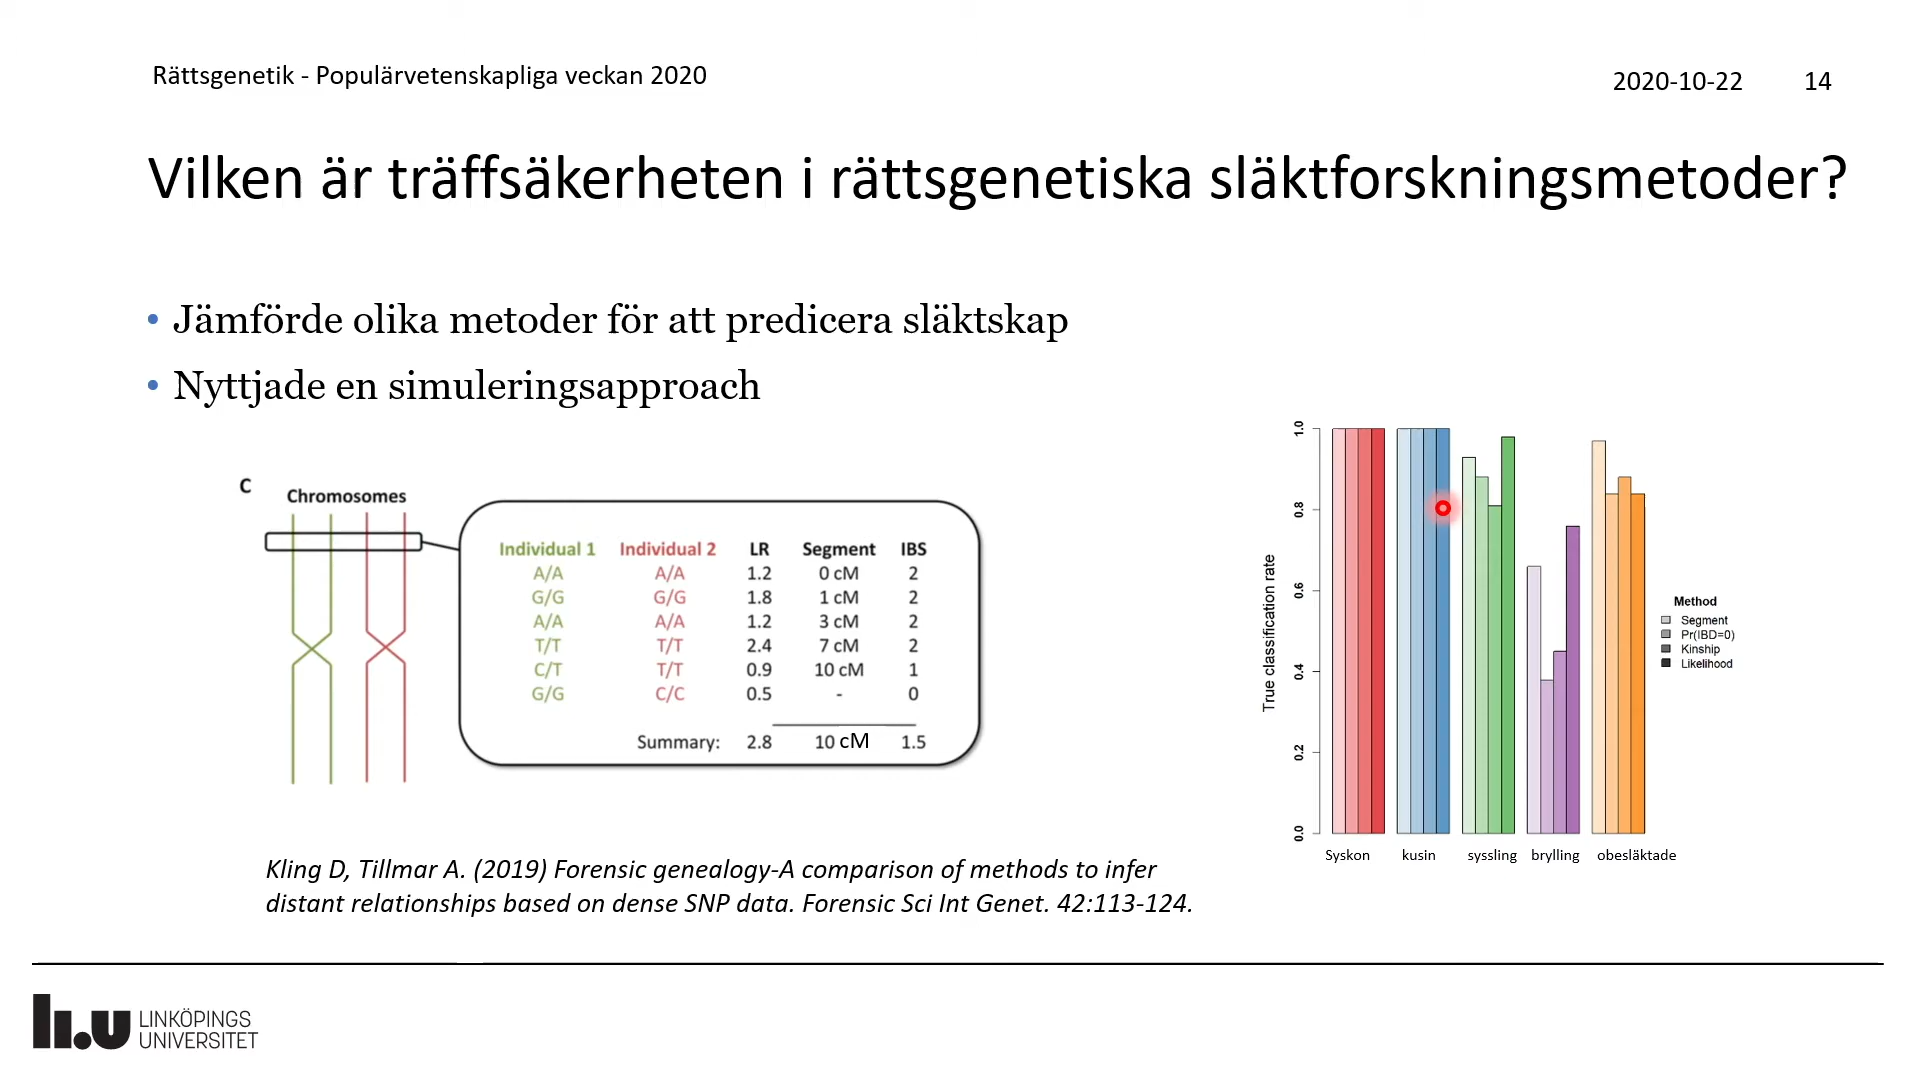 Rättsgenetik - Populärvetenskapliga veckan 2020
2020-10-22 14
Vilken är träffsäkerheten i rättsgenetiska släktforskningsmetoder?
• Jämförde olika metoder för att predicera släktskap
• Nyttjade en simuleringsapproach
C
Chromosomes
Individual 1 Individual 2 LR Segment IBS
A/A A/A 1.2 0 cM 2
G/G G/G 1.8 1 cM 2
A/A A/A 1.2 3 cM 2
T/T T/T 2.4 7 cM 2
C/T T/T 0.9 10 cM 1
G/G C/C 0.5 - 0
Summary: 2.8 10 cM 1.5
Kling D, Tillmar A. (2019) Forensic genealogy-A comparison of methods to infer
distant relationships based on dense SNP data. Forensic Sci Int Genet. 42:113-124.
True classification rate
1.0
0.8
0.6
0.4
0.2
0.0
Syskon kusin syssling brylling obesläktade
Method
Segment
Pr(IBD=0)
Kinship
Likelihood
li.u LINKÖPINGS
UNIVERSITET